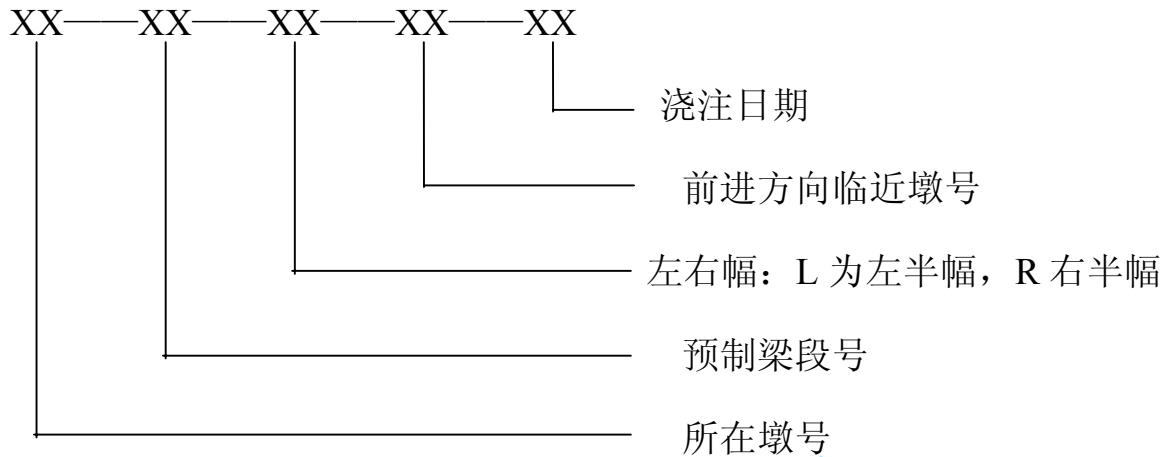 XX——XX——XX——XX——XX
浇注日期
前进方向临近墩号
左右幅：L 为左半幅，R 右半幅
预制梁段号
所在墩号